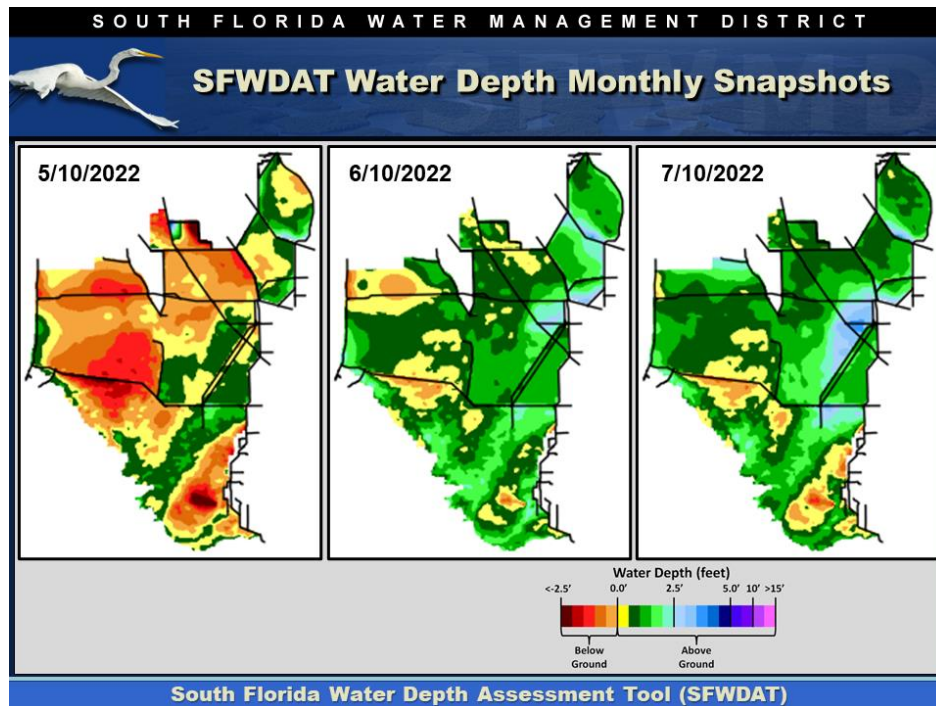 SOUTH FLORIDA WATER MANAGEMENT DISTRICT
SFWDAT Water Depth Monthly Snapshots
5/10/2022
6/10/2022
7/10/2022
Water Depth (feet)
<-2.5' 0.0' 2.5' 5.0' 10' >15'
Below
Ground
Above
Ground
South Florida Water Depth Assessment Tool (SFWDAT)